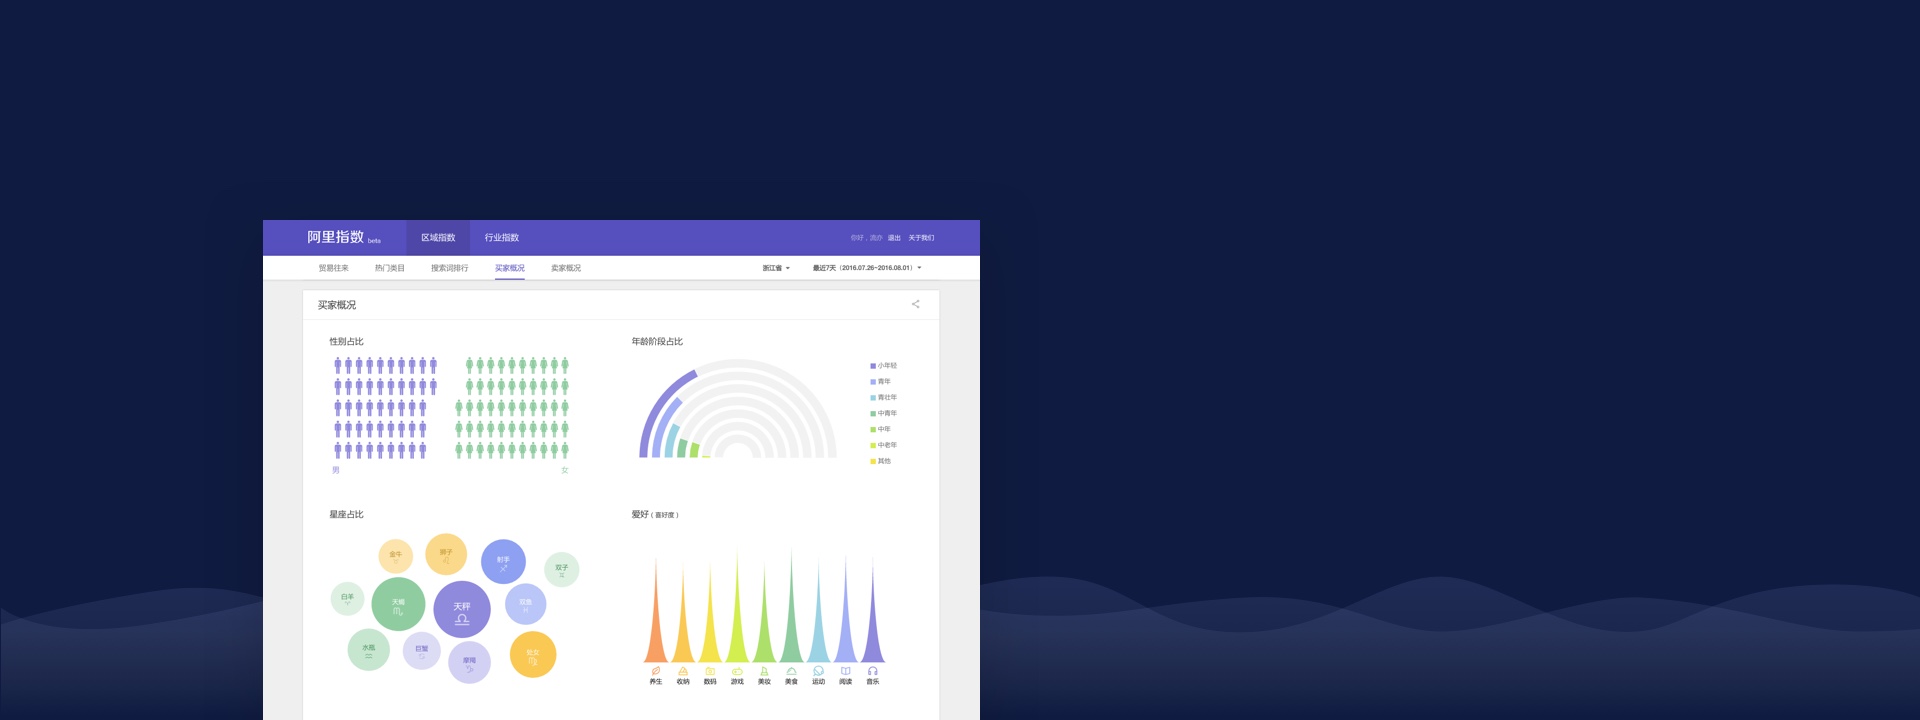 阿里指数 beta 区域指数 行业指数 你好，流亦 退出 关于我们
贸易往来 热门类目 搜索词排行 买家概况 卖家概况 浙江省 最近7天（2016.07.26~2016.08.01）
买家概况
性别占比
男 女
年龄阶段占比
小年轻
青年
青壮年
中青年
中年
中老年
其他
星座占比
金牛 狮子 射手 双子
白羊 天蝎 天秤 双鱼
水瓶 巨蟹 摩羯 处女
爱好（喜好度）
养生 收纳 数码 游戏 美妆 美食 运动 阅读 音乐